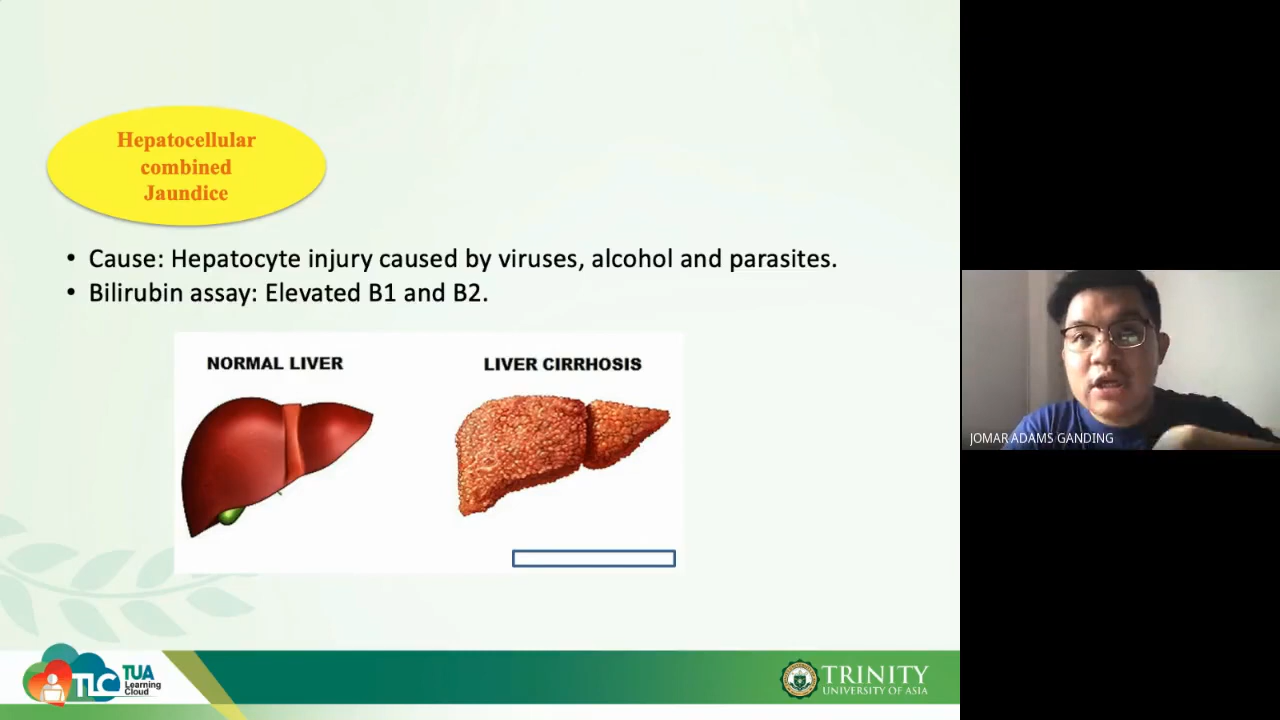 Hepatocellular
combined
Jaundice
• Cause: Hepatocyte injury caused by viruses, alcohol and parasites.
• Bilirubin assay: Elevated B1 and B2.
NORMAL LIVER
LIVER CIRRHOSIS
JOMAR ADAMS GANDING
TLC
TUA
Learning
Cloud
TRINITY
UNIVERSITY OF ASIA